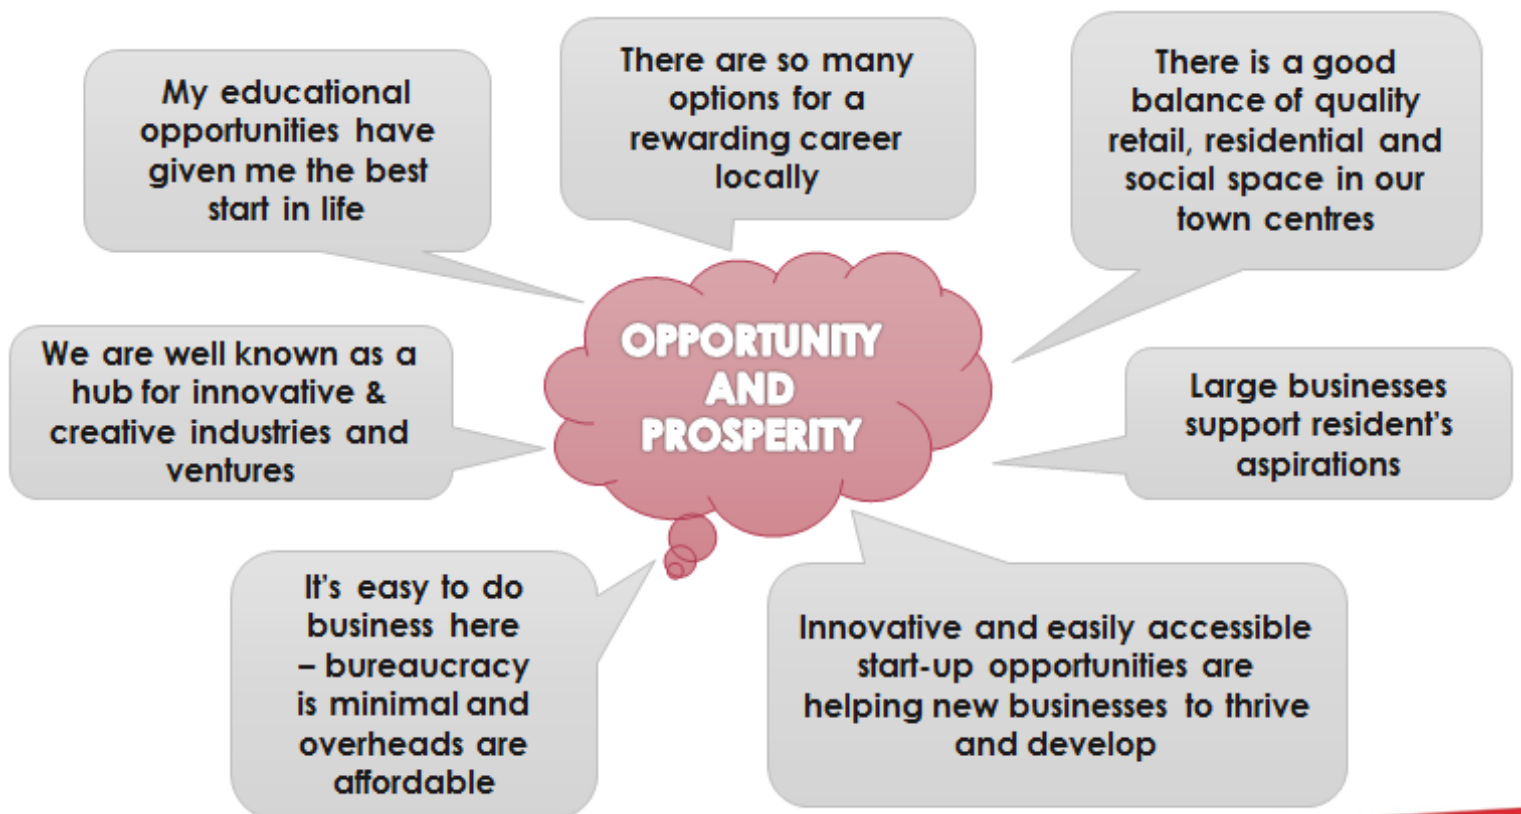 My educational
opportunities have
given me the best
start in life
There are so many
options for a
rewarding career
locally
There is a good
balance of quality
retail, residential and
social space in our
town centres
OPPORTUNITY
AND
PROSPERITY
We are well known as a
hub for innovative &
creative industries and
ventures
Large businesses
support resident's
aspirations
It's easy to do
business here
– bureaucracy
is minimal and
overheads are
affordable
Innovative and easily accessible
start-up opportunities are
helping new businesses to thrive
and develop